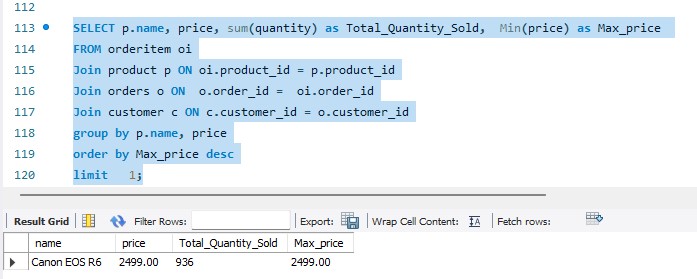 112
113 SELECT p.name, price, sum(quantity) as Total_Quantity_Sold, Min(price) as Max_price
114 FROM orderitem oi
115 Join product p ON oi.product_id = p.product_id
116 Join orders o ON o.order_id = oi.order_id
117 Join customer c ON c.customer_id = o.customer_id
118 group by p.name, price
119 order by Max_price desc
120 limit 1;
Result Grid Filter Rows: Export: Wrap Cell Content: IA Fetch rows:
name price Total_Quantity_Sold Max_price
Canon EOS R6 2499.00 936 2499.00